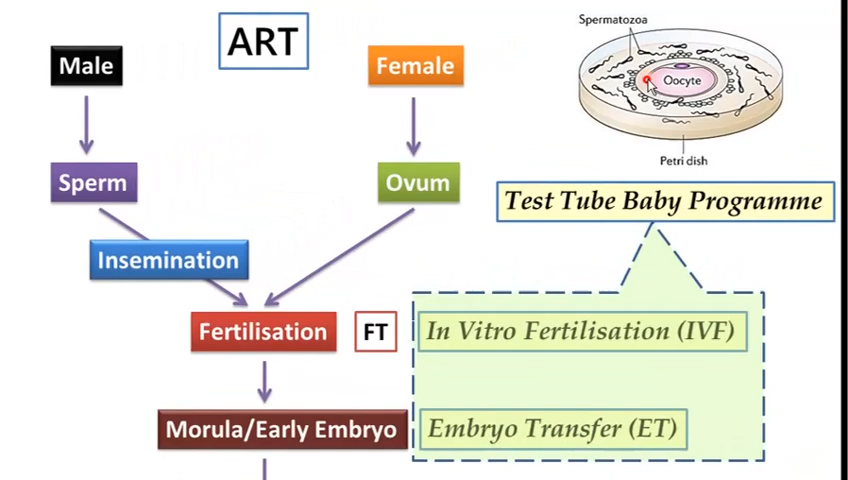 ART
Male
Female
Spermatozoa
Oocyte
Petri dish
Sperm
Ovum
Test Tube Baby Programme
Insemination
Fertilisation
FT
In Vitro Fertilisation (IVF)
Morula/Early Embryo
Embryo Transfer (ET)